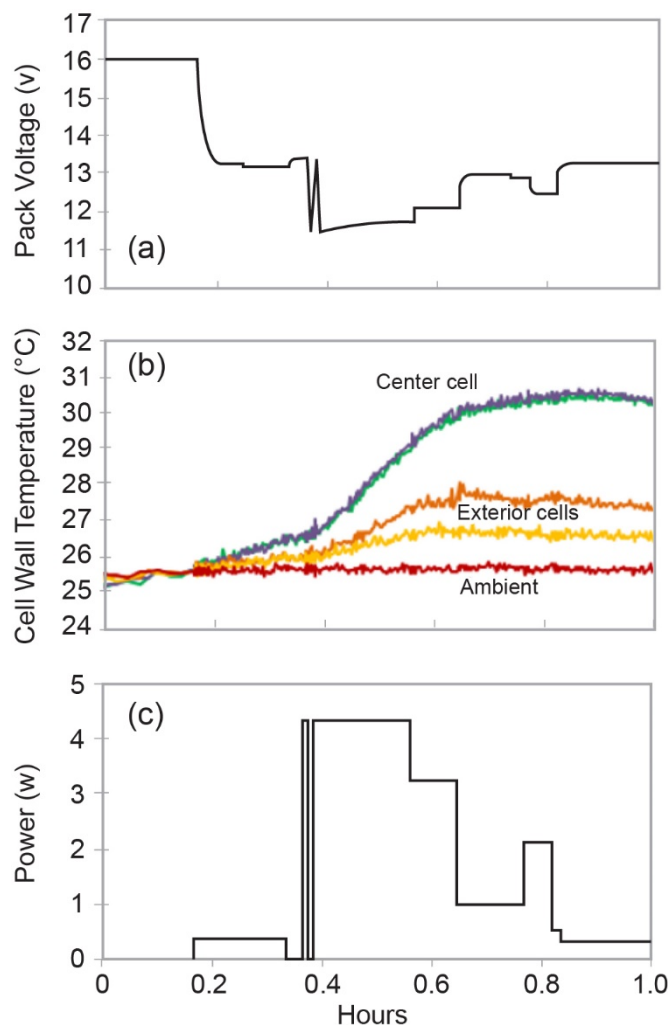 Pack Voltage (v)
17
16
15
14
13
12
11
10
(a)
Cell Wall Temperature (°C)
32
31
30
28
27
26
25
24
(b)
Center cell
Exterior cells
Ambient
Power (w)
5
4
3
2
1
0
(c)
0
0.2
0.4
0.6
0.8
1.0
Hours